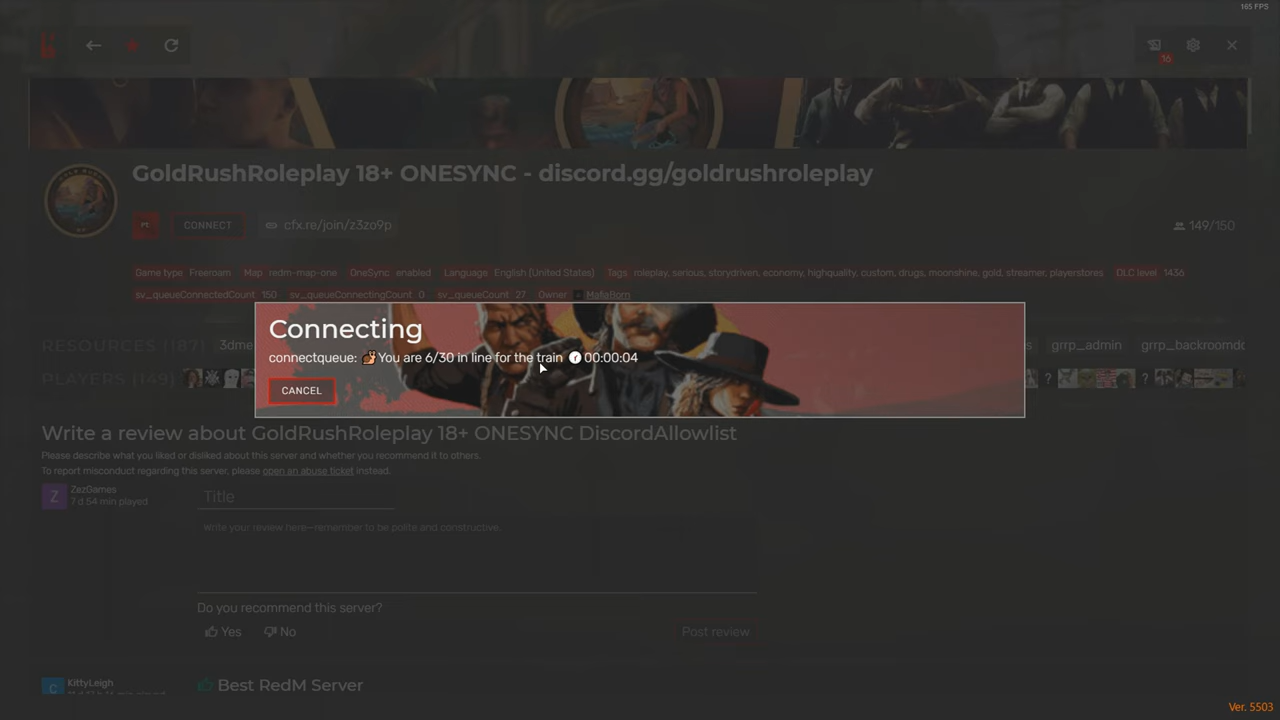 165 FPS
16
GoldRushRoleplay 18+ ONESYNC - discord.gg/goldrushroleplay
CONNECT
cfx.re/join/z3zo9p
149/150
Game type Freeroam Map redm-map-one OneSync enabled Language English (United States) Tags roleplay, serious, storydriven, economy, highquality, custom, drugs, moonshine, gold, streamer, playerstores DLC level 1436
sv_queueConnectedCount 150 sv_queueConnectingCount 0 sv_queueCount 27 Owner MafiaBorn
Connecting
RESOURCES (187) 3dme grrp_admin grrp_backroomdo
connectqueue: You are 6/30 in line for the train 00:00:04
PLAYERS (149) ? ?
CANCEL
Write a review about GoldRushRoleplay 18+ ONESYNC DiscordAllowlist
Please describe what you liked or disliked about this server and whether you recommend it to others.
To report misconduct regarding this server, please open an abuse ticket instead.
Z ZezGames
7 d 54 min played
Title
Write your review here—remember to be polite and constructive.
Do you recommend this server?
Yes No Post review
C KittyLeigh
Best RedM Server
Ver. 5503